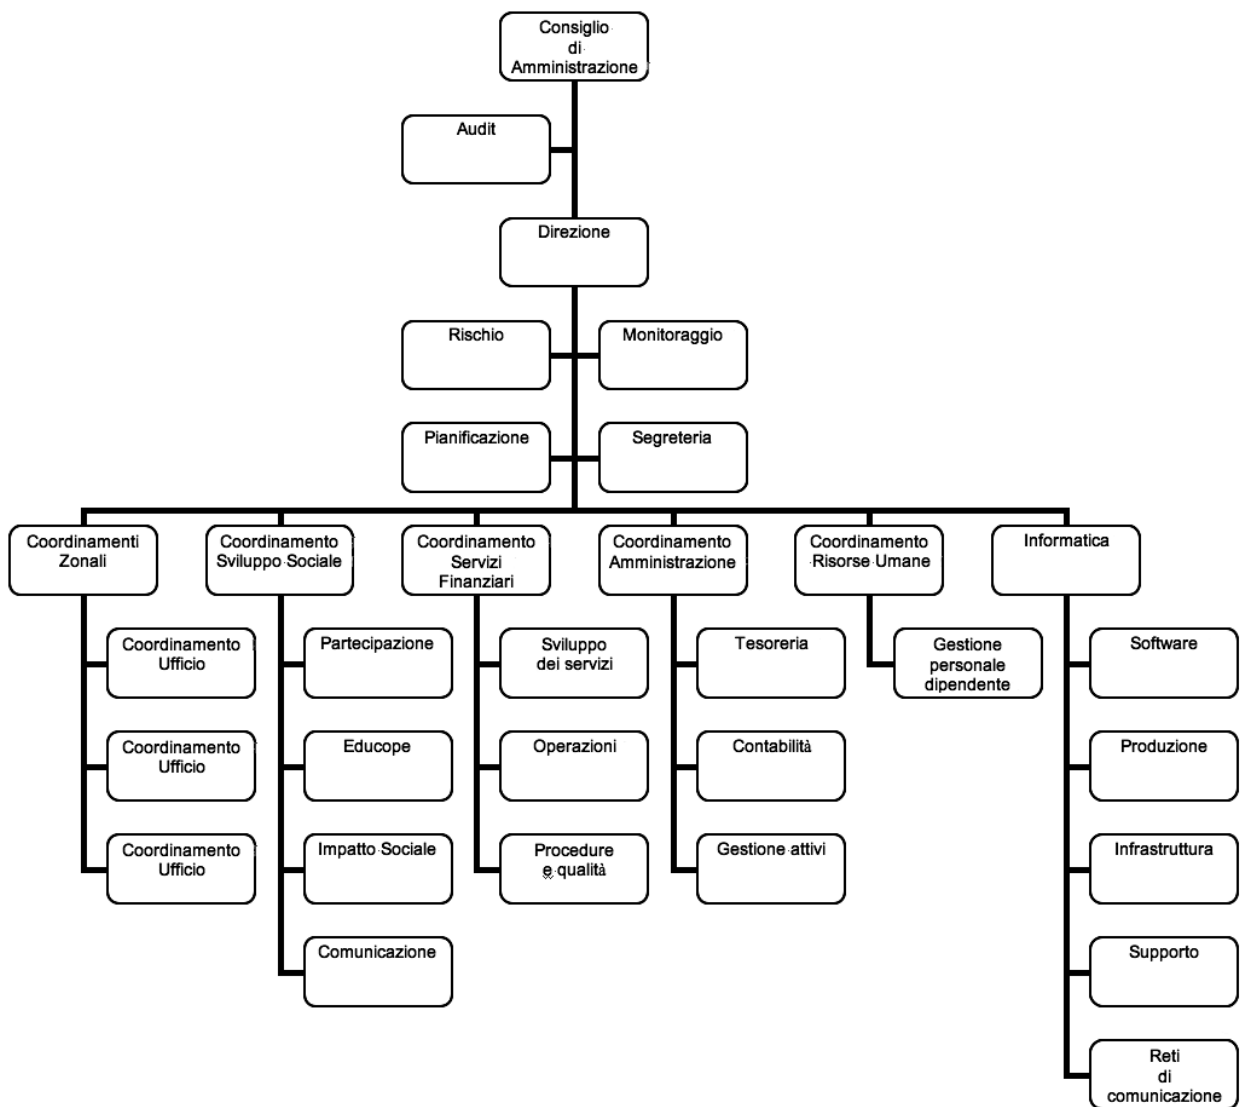 Consiglio
di
Amministrazione
Audit
Direzione
Rischio
Monitoraggio
Pianificazione
Segreteria
Coordinamenti
Zonali
Coordinamento
Sviluppo Sociale
Coordinamento
Servizi
Finanziari
Coordinamento
Amministrazione
Coordinamento
Risorse Umane
Informatica
Coordinamento
Ufficio
Partecipazione
Sviluppo
dei servizi
Tesoreria
Gestione
personale
dipendente
Software
Coordinamento
Ufficio
Educope
Operazioni
Contabilità
Produzione
Coordinamento
Ufficio
Impatto Sociale
Procedure
e qualità
Gestione attivi
Infrastruttura
Comunicazione
Supporto
Reti
di
comunicazione